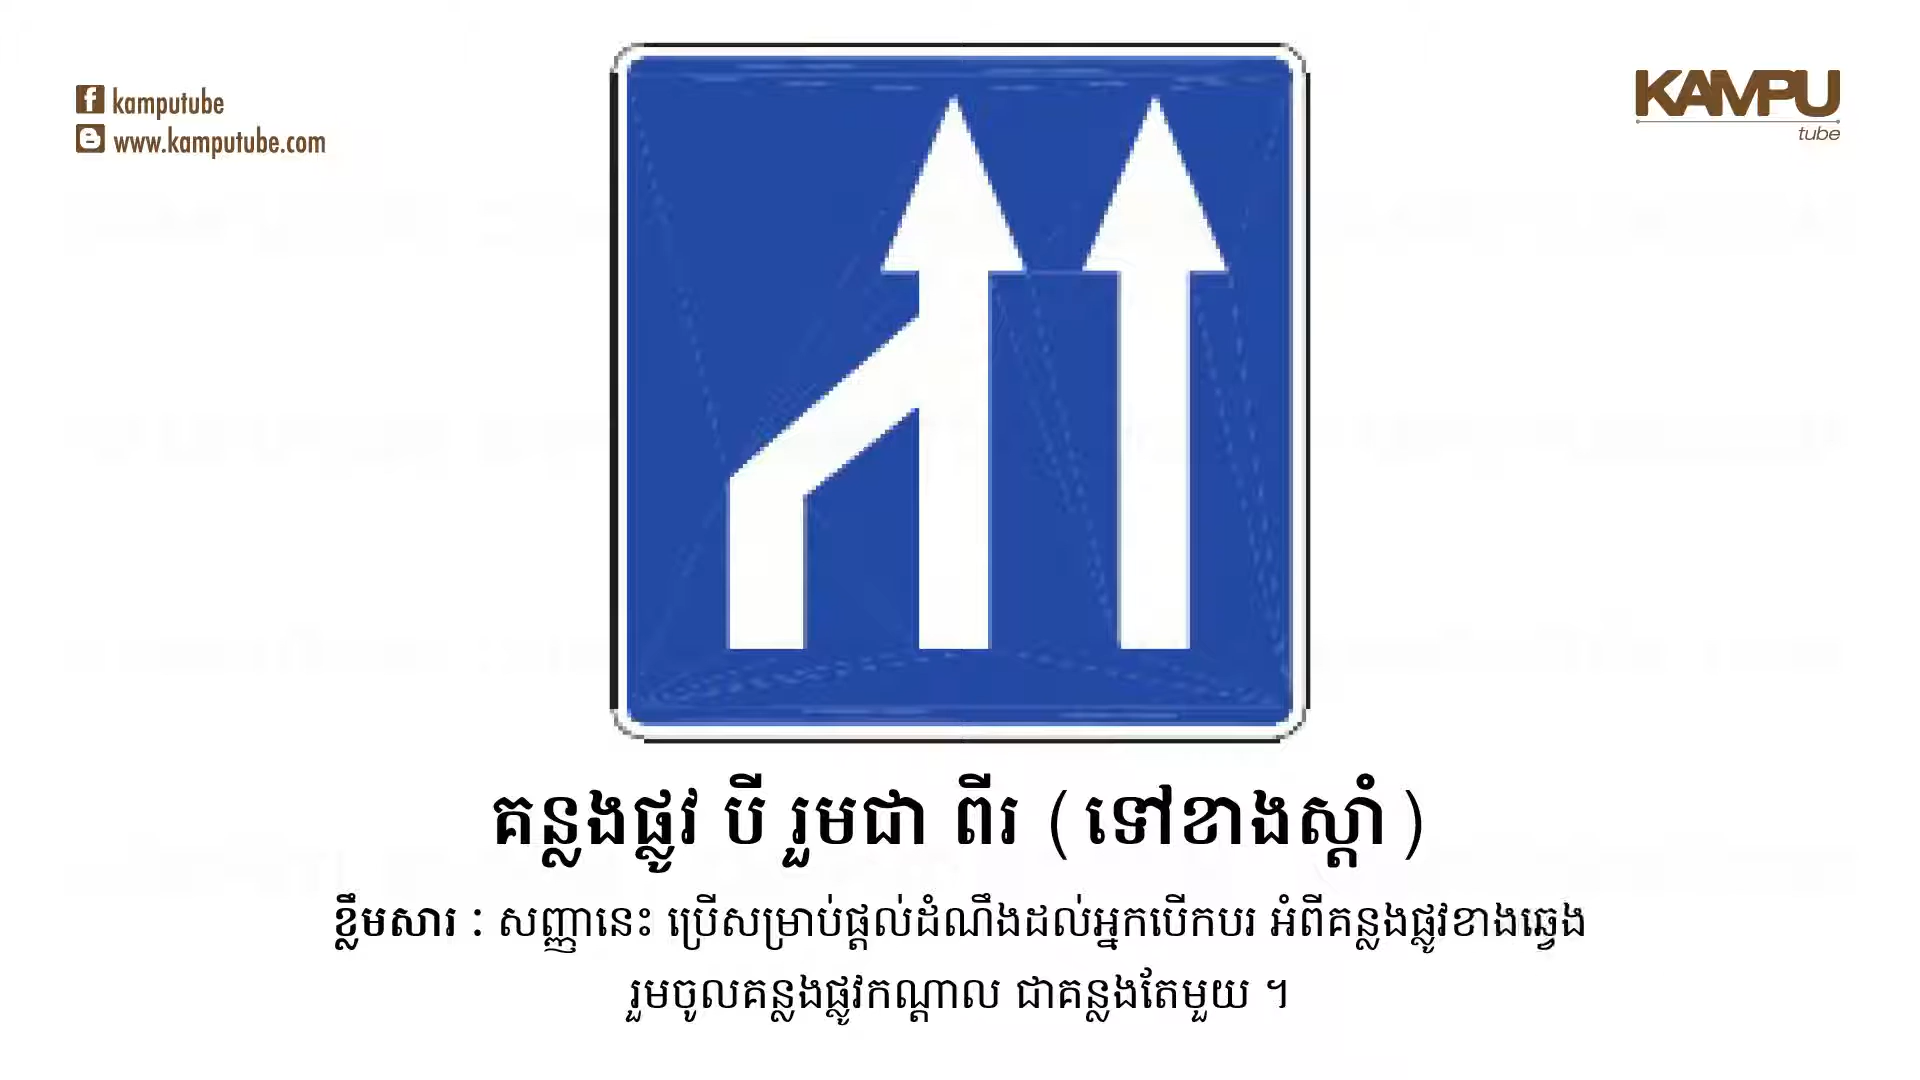 kamputube
www.kamputube.com
KAMPU
tube
គន្លងផ្លូវ បី រួមជា ពីរ ( ទៅខាងស្ដាំ )
ខ្លឹមសារ : សញ្ញានេះ ប្រើសម្រាប់ផ្ដល់ដំណឹងដល់អ្នកបើកបរ អំពីគន្លងផ្លូវខាងឆ្វេង
រួមចូលគន្លងផ្លូវកណ្ដាល ជាគន្លងតែមួយ ។